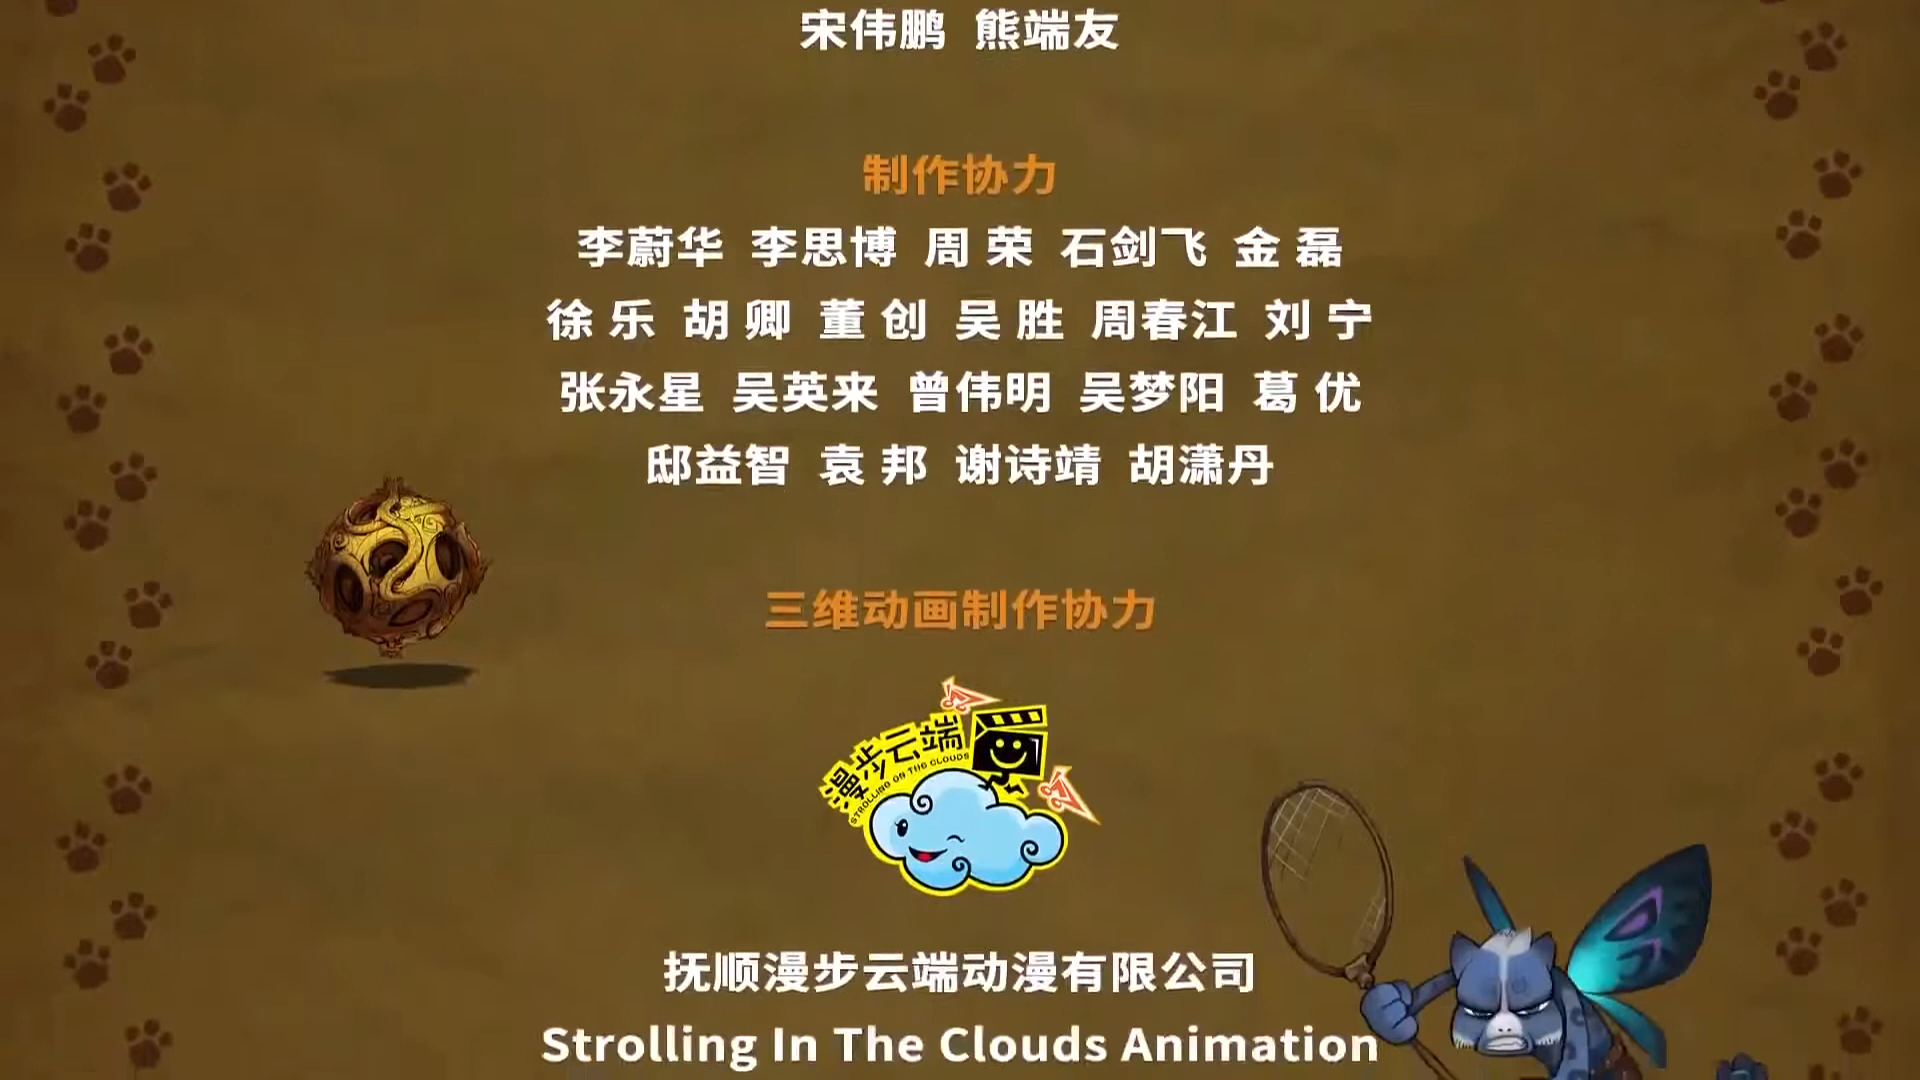 宋伟鹏 熊端友
制作协力
李蔚华 李思博 周 荣 石剑飞 金 磊
徐 乐 胡 卿 董 创 吴 胜 周春江 刘 宁
张永星 吴英来 曾伟明 吴梦阳 葛 优
邸益智 袁 邦 谢诗靖 胡潇丹
三维动画制作协力
漫步云端
STROLLING ON THE CLOUDS
抚顺漫步云端动漫有限公司
Strolling In The Clouds Animation